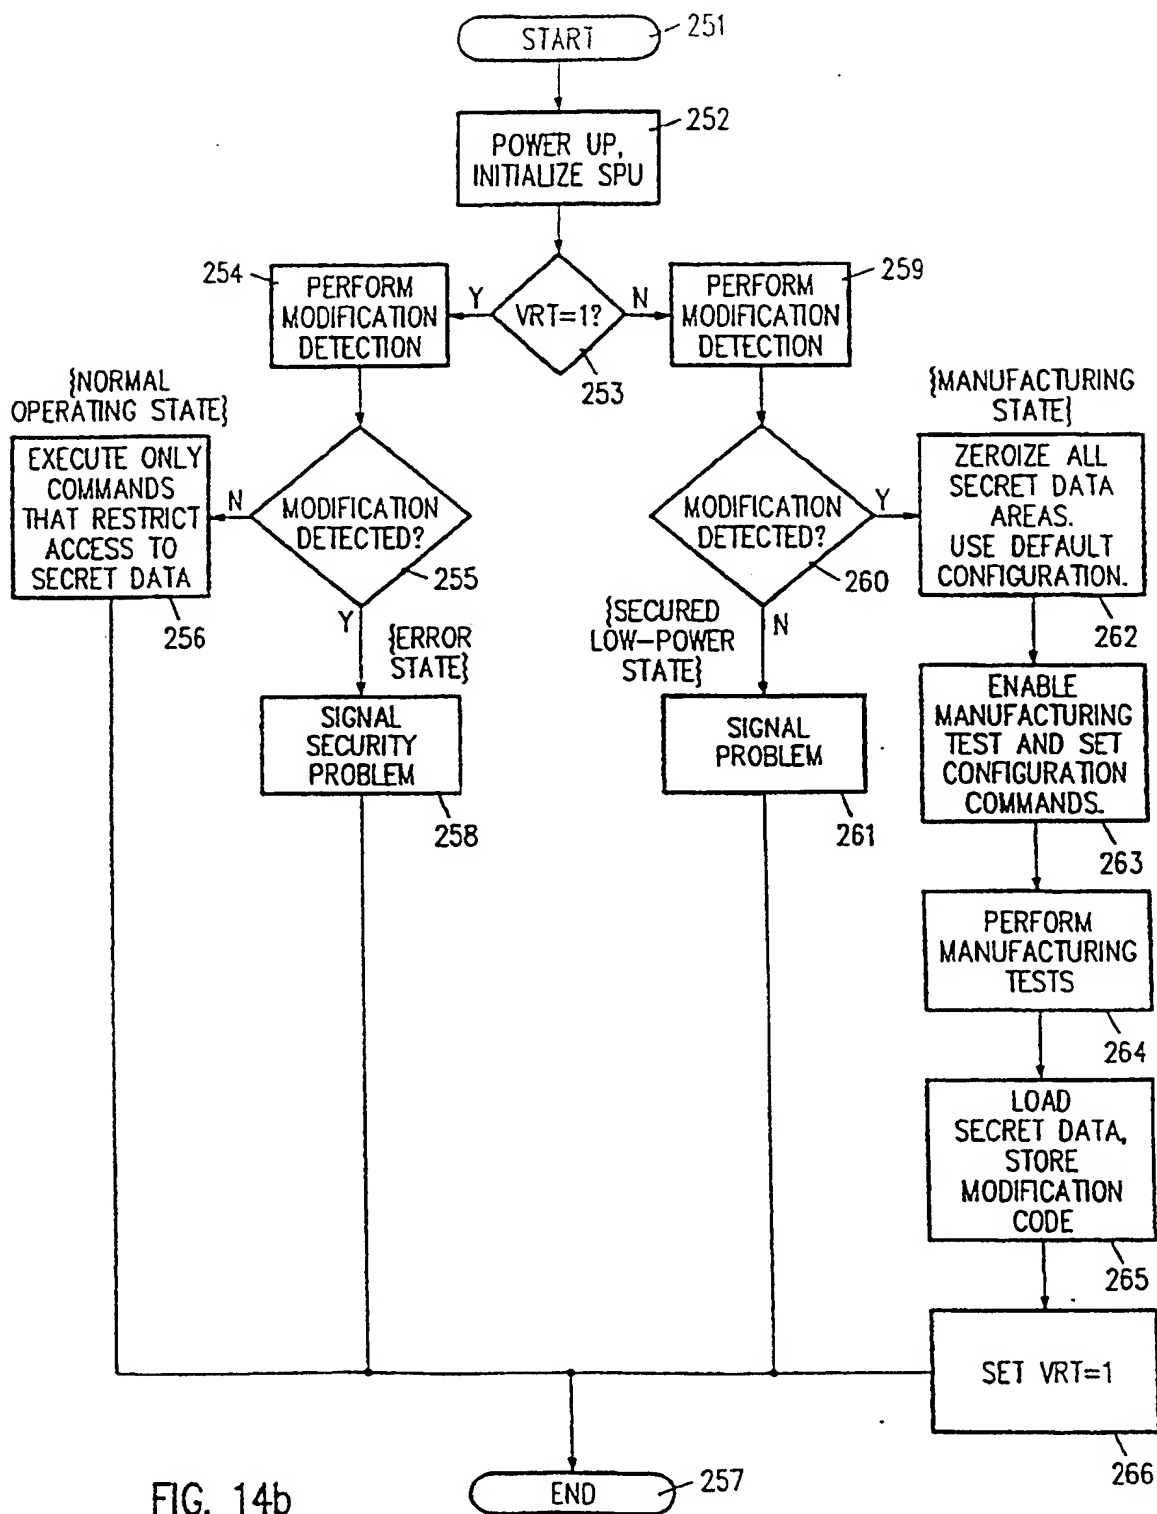 START
251
POWER UP,
INITIALIZE SPU
252
VRT=1?
253
Y
N
254
PERFORM
MODIFICATION
DETECTION
259
PERFORM
MODIFICATION
DETECTION
{NORMAL
OPERATING STATE}
EXECUTE ONLY
COMMANDS
THAT RESTRICT
ACCESS TO
SECRET DATA
256
N
MODIFICATION
DETECTED?
255
Y
{ERROR
STATE}
SIGNAL
SECURITY
PROBLEM
258
MODIFICATION
DETECTED?
260
Y
N
{SECURED
LOW-POWER
STATE}
SIGNAL
PROBLEM
261
{MANUFACTURING
STATE}
ZEROIZE ALL
SECRET DATA
AREAS.
USE DEFAULT
CONFIGURATION.
262
ENABLE
MANUFACTURING
TEST AND SET
CONFIGURATION
COMMANDS.
263
PERFORM
MANUFACTURING
TESTS
264
LOAD
SECRET DATA,
STORE
MODIFICATION
CODE
265
SET VRT=1
266
END
257
FIG. 14b